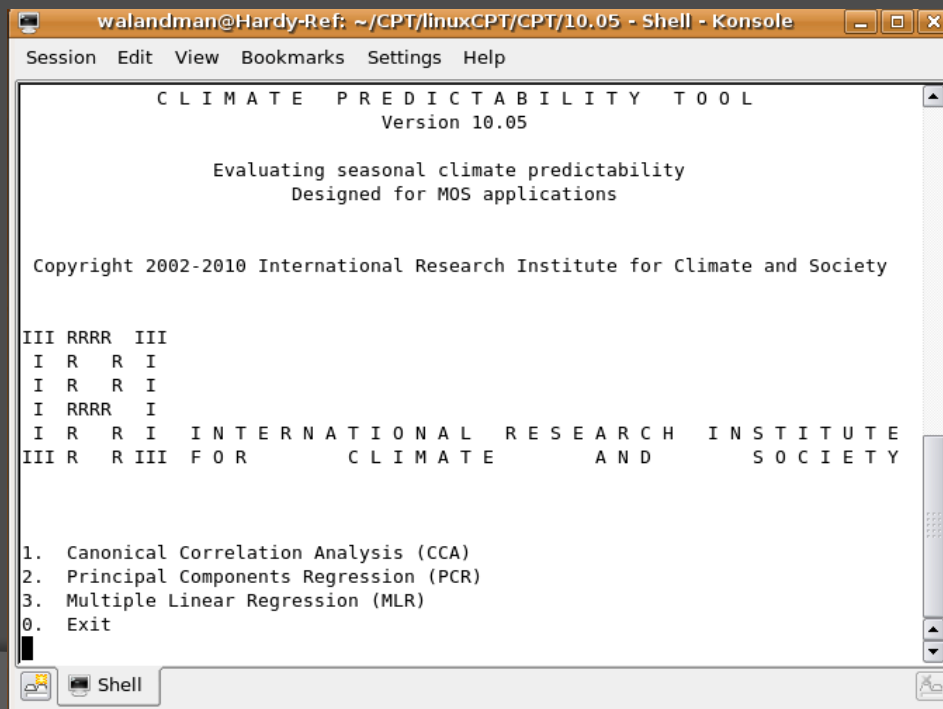 walandman@Hardy-Ref: ~/CPT/linuxCPT/CPT/10.05 - Shell - Konsole
Session Edit View Bookmarks Settings Help
C L I M A T E   P R E D I C T A B I L I T Y   T O O L
Version 10.05
Evaluating seasonal climate predictability
Designed for MOS applications
Copyright 2002-2010 International Research Institute for Climate and Society
III RRRR  III
 I  R   R  I
 I  R   R  I
 I  RRRR   I
 I  R   R  I   I N T E R N A T I O N A L   R E S E A R C H   I N S T I T U T E
III R   R III  F O R         C L I M A T E         A N D         S O C I E T Y
1.  Canonical Correlation Analysis (CCA)
2.  Principal Components Regression (PCR)
3.  Multiple Linear Regression (MLR)
0.  Exit
Shell